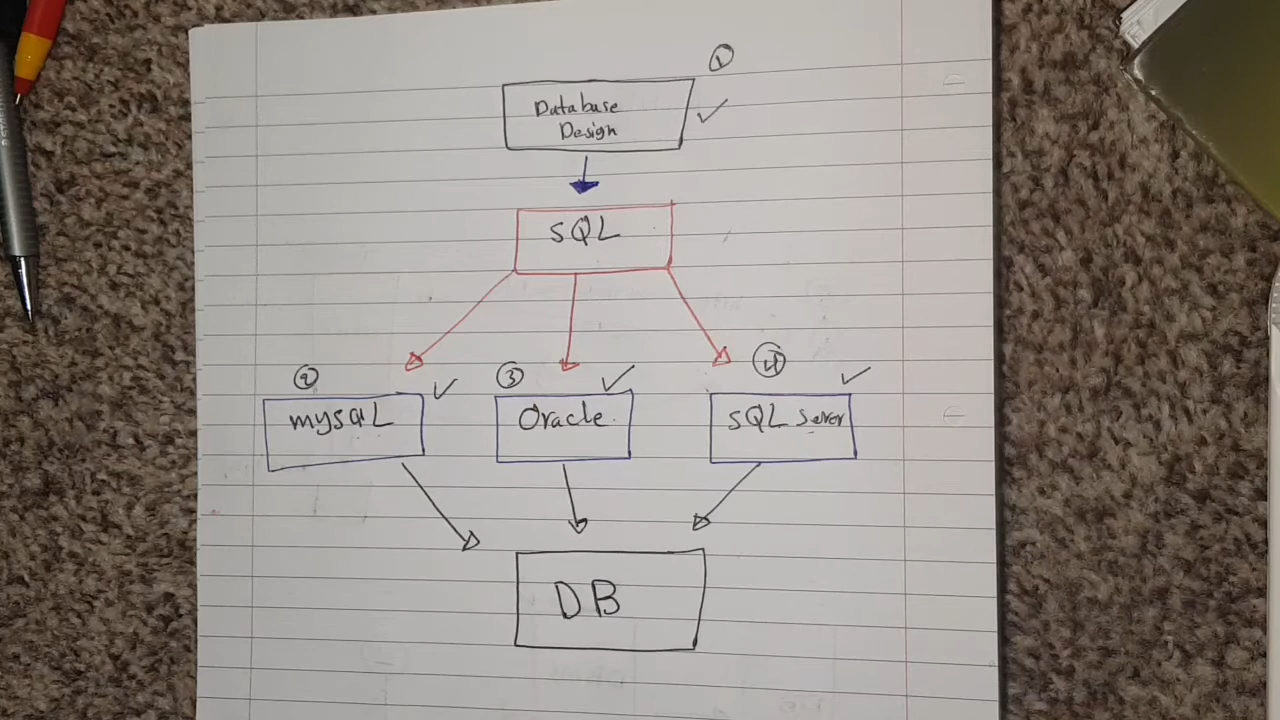 1
Database
Design
SQL
2
mysqL
3
Oracle.
4
SQL Server
DB